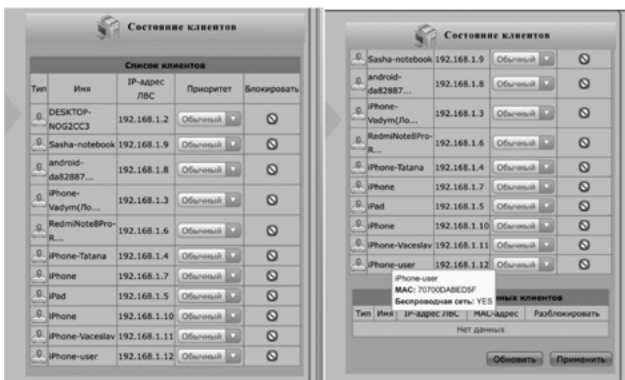 Состояние клиентов
Список клиентов
Тип Имя IP-адрес ЛВС Приоритет Блокировать
DESKTOP-NOG2CC3 192.168.1.2 Обычный
Sasha-notebook 192.168.1.9 Обычный
android-da82887... 192.168.1.8 Обычный
iPhone-Vadym(Ло... 192.168.1.3 Обычный
RedmiNote8Pro-R... 192.168.1.6 Обычный
iPhone-Tatana 192.168.1.4 Обычный
iPhone 192.168.1.7 Обычный
iPad 192.168.1.5 Обычный
iPhone 192.168.1.10 Обычный
iPhone-Vaceslav 192.168.1.11 Обычный
iPhone-user 192.168.1.12 Обычный
Состояние клиентов
Sasha-notebook 192.168.1.9 Обычный
android-da82887... 192.168.1.8 Обычный
iPhone-Vadym(Ло... 192.168.1.3 Обычный
RedmiNote8Pro-R... 192.168.1.6 Обычный
iPhone-Tatana 192.168.1.4 Обычный
iPhone 192.168.1.7 Обычный
iPad 192.168.1.5 Обычный
iPhone 192.168.1.10 Обычный
iPhone-Vaceslav 192.168.1.11 Обычный
iPhone-user 192.168.1.12 Обычный
iPhone-user
MAC: 70700DABED5F
Беспроводная сеть: YES
нных клиентов
Тип Имя IP-адрес ЛВС MAC-адрес Разблокировать
Нет данных
Обновить Применить